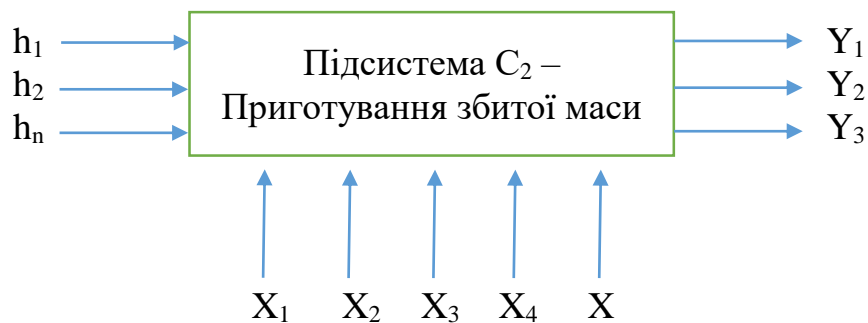 h₁
h₂
hₙ
Підсистема С₂ –
Приготування збитої маси
Y₁
Y₂
Y₃
X₁ X₂ X₃ X₄ X